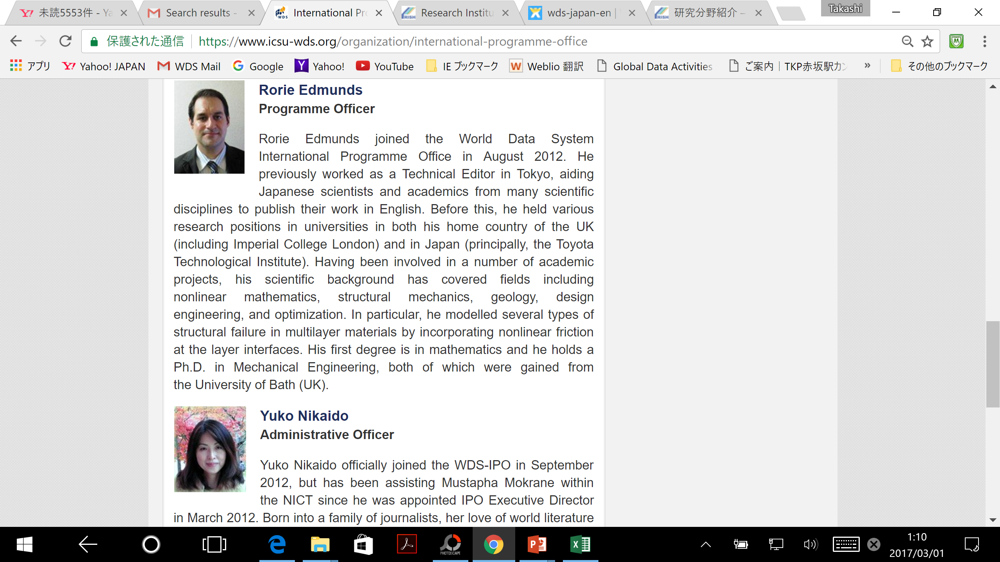 未読5553件 - Ya
Search results -
International Pro
Research Institu
wds-japan-en |
研究分野紹介 –
Takashi
保護された通信 https://www.icsu-wds.org/organization/international-programme-office
アプリ Yahoo! JAPAN WDS Mail Google Yahoo! YouTube IE ブックマーク Weblio 翻訳 Global Data Activities ご案内 | TKP赤坂駅カン » その他のブックマーク
Rorie Edmunds
Programme Officer
Rorie Edmunds joined the World Data System
International Programme Office in August 2012. He
previously worked as a Technical Editor in Tokyo, aiding
Japanese scientists and academics from many scientific
disciplines to publish their work in English. Before this, he held various
research positions in universities in both his home country of the UK
(including Imperial College London) and in Japan (principally, the Toyota
Technological Institute). Having been involved in a number of academic
projects, his scientific background has covered fields including
nonlinear mathematics, structural mechanics, geology, design
engineering, and optimization. In particular, he modelled several types of
structural failure in multilayer materials by incorporating nonlinear friction
at the layer interfaces. His first degree is in mathematics and he holds a
Ph.D. in Mechanical Engineering, both of which were gained from
the University of Bath (UK).
Yuko Nikaido
Administrative Officer
Yuko Nikaido officially joined the WDS-IPO in September
2012, but has been assisting Mustapha Mokrane within
the NICT since he was appointed IPO Executive Director
in March 2012. Born into a family of journalists, her love of world literature
PHOTOSCAPE
1:10
2017/03/01